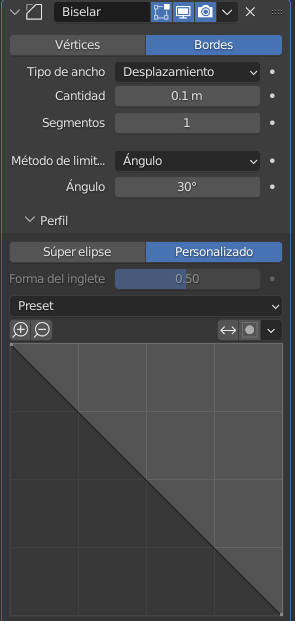 Biselar
Vértices Bordes
Tipo de ancho Desplazamiento
Cantidad 0.1 m
Segmentos 1
Método de limit... Ángulo
Ángulo 30°
Perfil
Súper elipse Personalizado
Forma del inglete 0.50
Preset